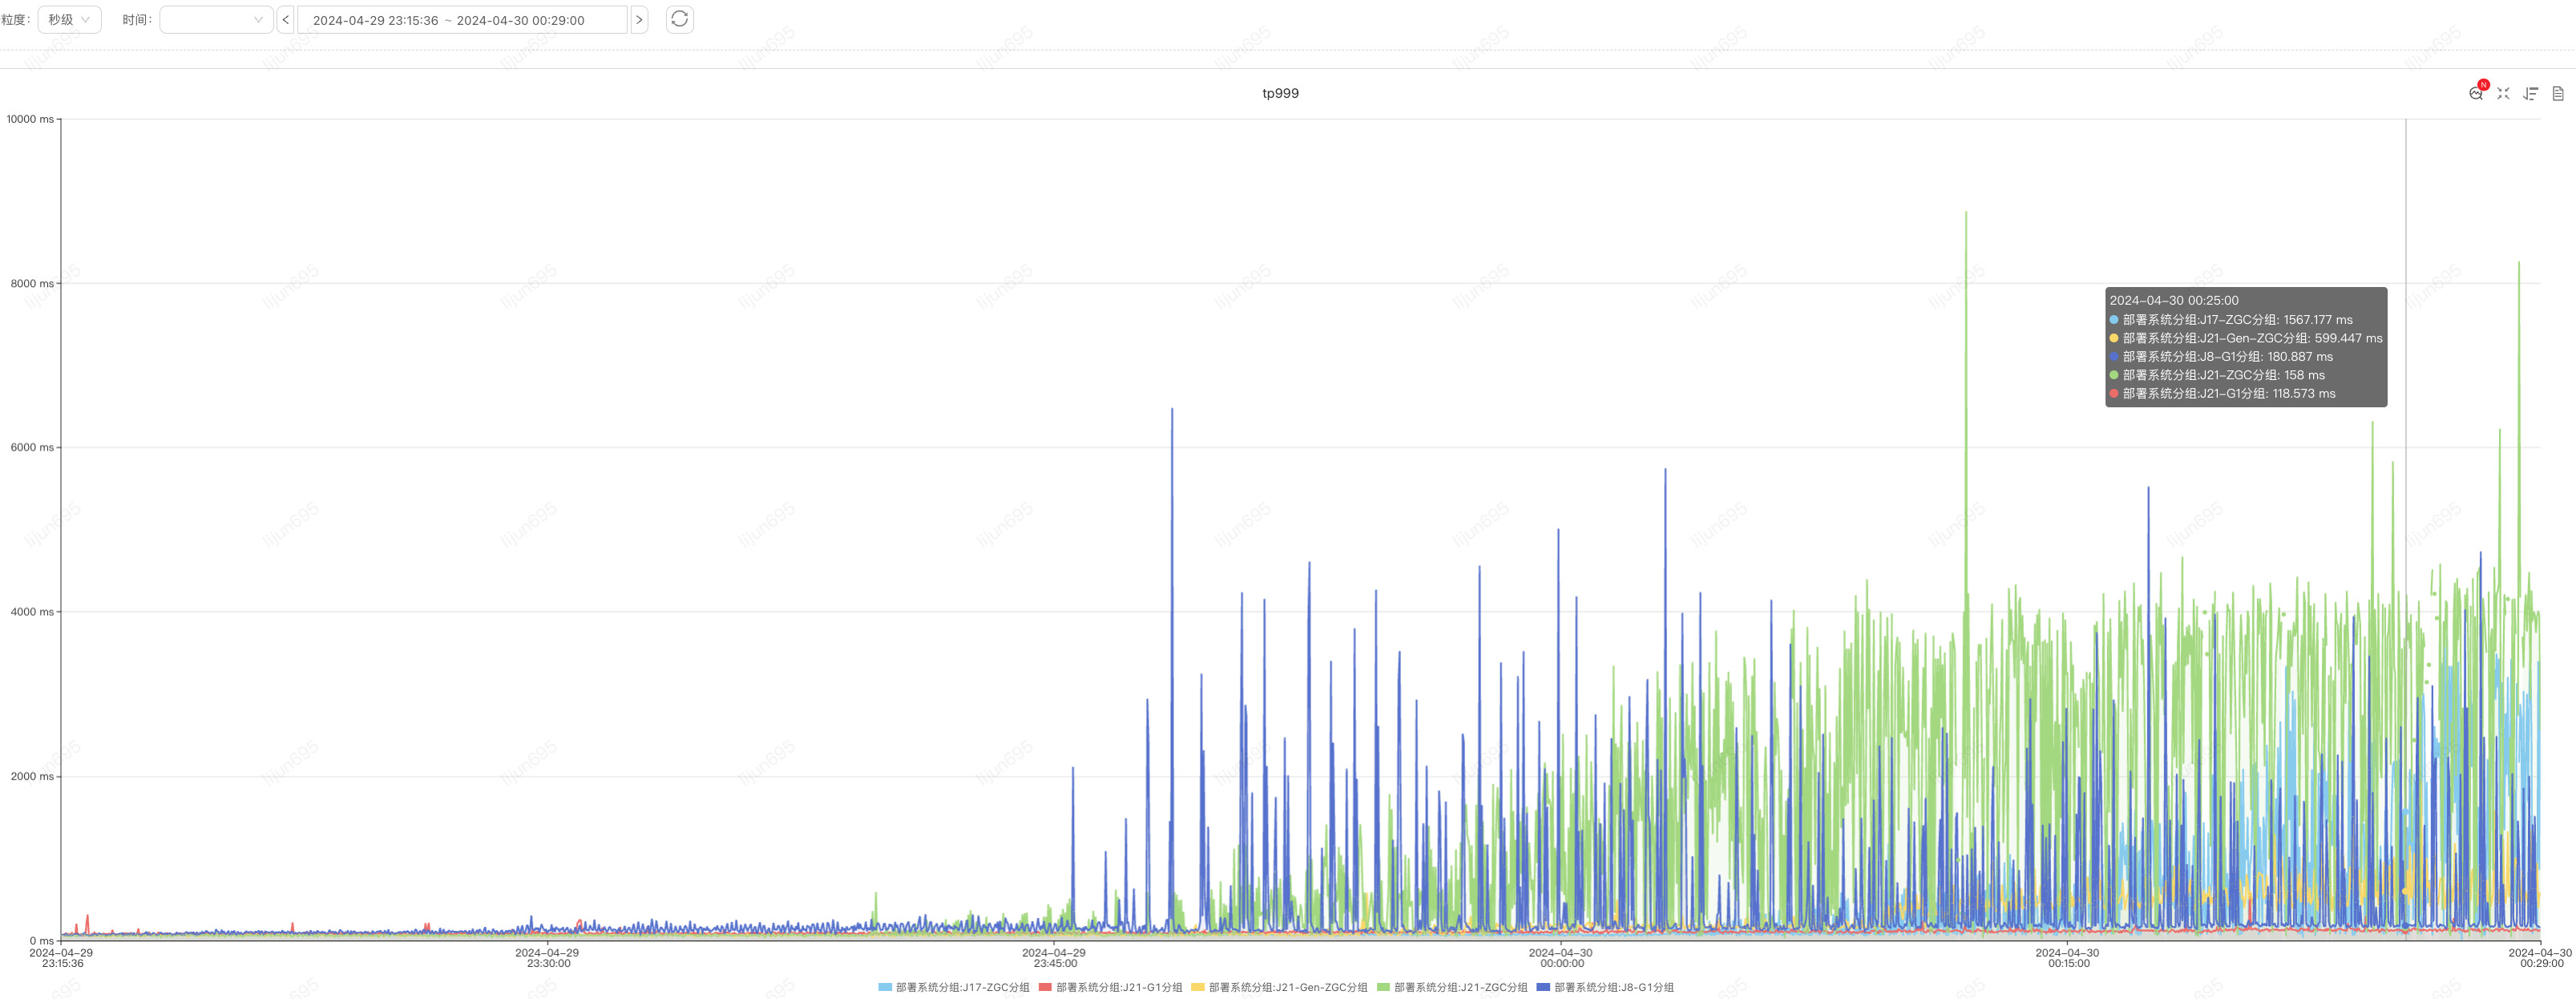 粒度： 秒级 时间： < 2024-04-29 23:15:36 ~ 2024-04-30 00:29:00 >
tp999
N
10000 ms
8000 ms
6000 ms
4000 ms
2000 ms
0 ms
2024-04-30 00:25:00
部署系统分组:J17-ZGC分组: 1567.177 ms
部署系统分组:J21-Gen-ZGC分组: 599.447 ms
部署系统分组:J8-G1分组: 180.887 ms
部署系统分组:J21-ZGC分组: 158 ms
部署系统分组:J21-G1分组: 118.573 ms
2024-04-29 23:15:36
2024-04-29 23:30:00
2024-04-29 23:45:00
2024-04-30 00:00:00
2024-04-30 00:15:00
2024-04-30 00:29:00
部署系统分组:J17-ZGC分组 部署系统分组:J21-G1分组 部署系统分组:J21-Gen-ZGC分组 部署系统分组:J21-ZGC分组 部署系统分组:J8-G1分组